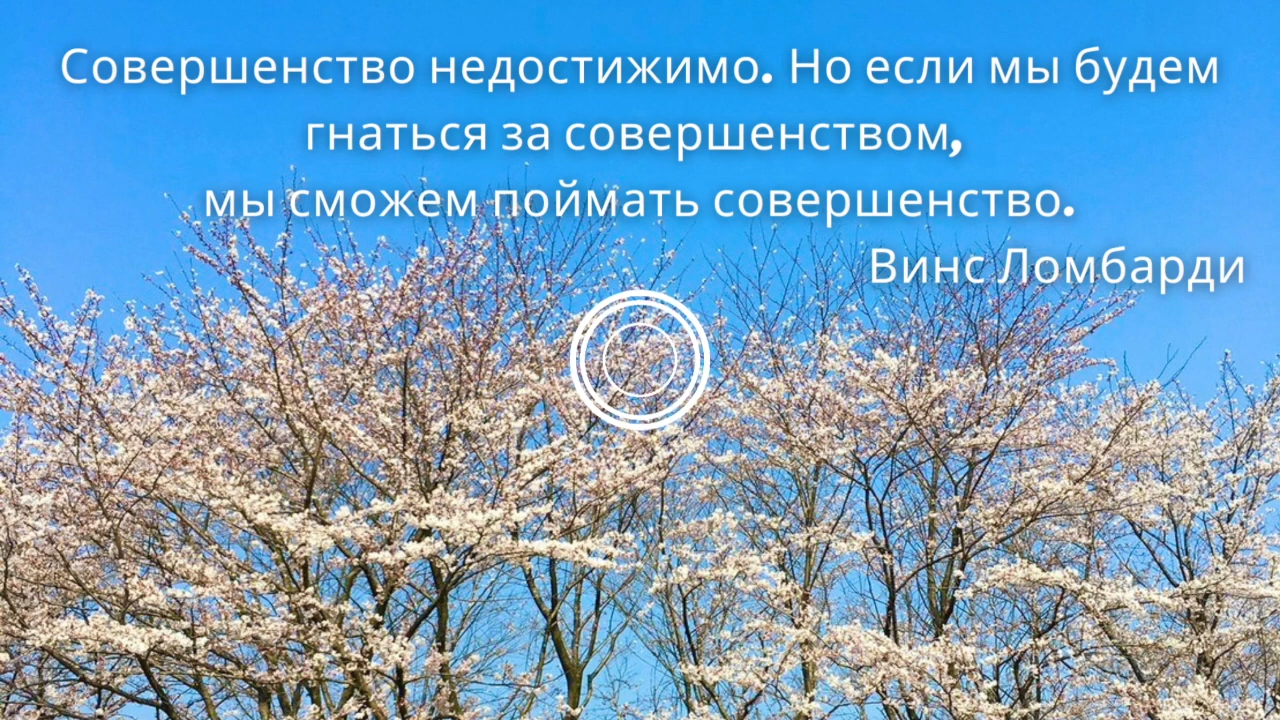 Совершенство недостижимо. Но если мы будем
гнаться за совершенством,
мы сможем поймать совершенство.
Винс Ломбарди